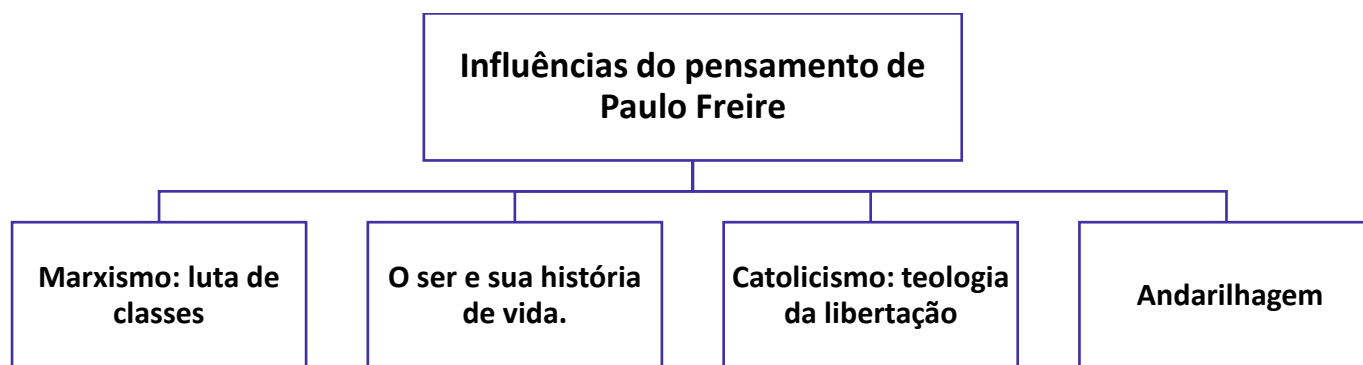 Influências do pensamento de
Paulo Freire
Marxismo: luta de
classes
O ser e sua história
de vida.
Catolicismo: teologia
da libertação
Andarilhagem